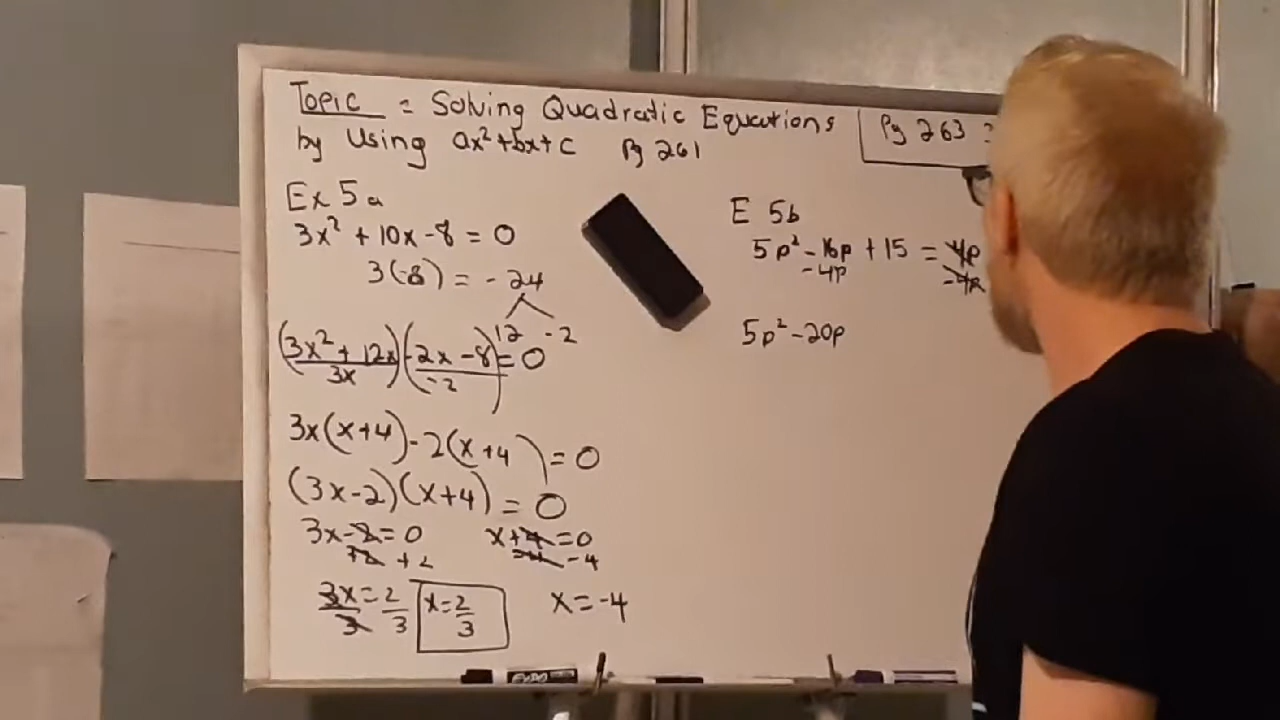 Topic = Solving Quadratic Equations
by Using ax²+bx+c Pg 261
Pg 263 :
Ex 5a
3x² + 10x - 8 = 0
3(-8) = - 24
12 - 2
(3x² + 12x)(-2x - 8) = 0
3x -2
3x(x+4) - 2(x+4) = 0
(3x-2)(x+4) = 0
3x-2=0 x+4=0
+2 +2 -4 -4
3x=2 x=2 x=-4
3 3 3
E 5b
5p² - 16p + 15 = 4p
-4p -4p
5p² - 20p
EXPO